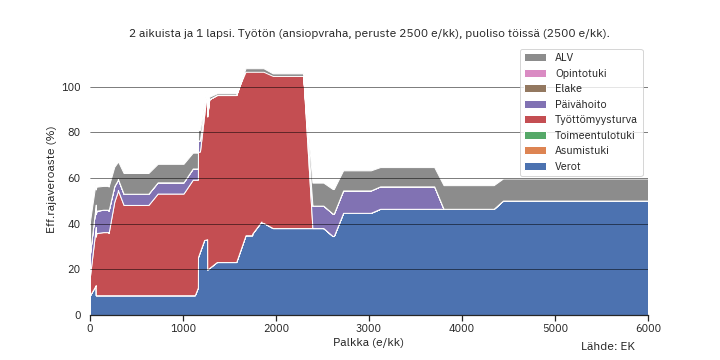 2 aikuista ja 1 lapsi. Työtön (ansiopvraha, peruste 2500 e/kk), puoliso töissä (2500 e/kk).
Eff.rajaveroaste (%)
100
80
60
40
20
0
ALV
Opintotuki
Elake
Päivähoito
Työttömyysturva
Toimeentulotuki
Asumistuki
Verot
0 1000 2000 3000 4000 5000 6000
Palkka (e/kk)
Lähde: EK